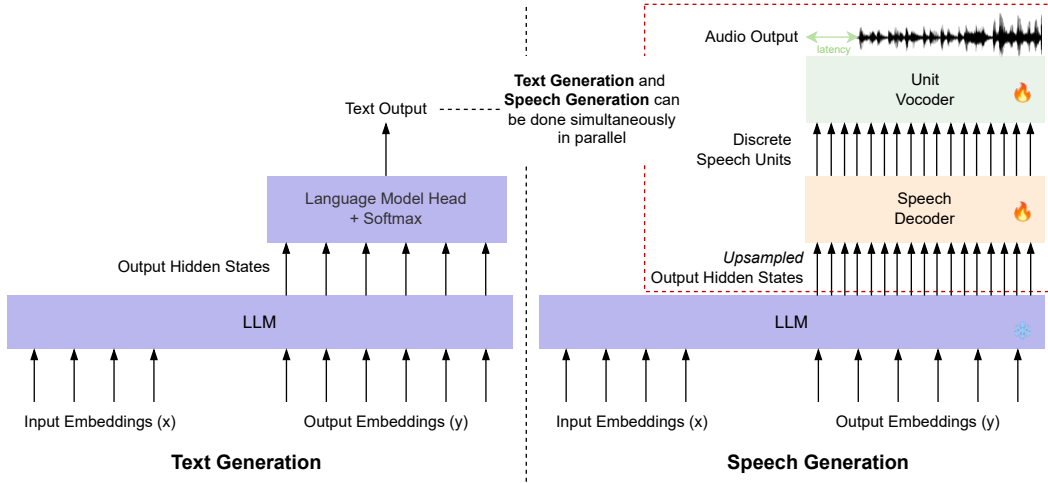 Text Output
Language Model Head
+ Softmax
Output Hidden States
LLM
Input Embeddings (x)
Output Embeddings (y)
Text Generation
Text Generation and
Speech Generation can
be done simultaneously
in parallel
Audio Output
latency
Unit
Vocoder
Discrete
Speech Units
Speech
Decoder
Upsampled
Output Hidden States
LLM
Input Embeddings (x)
Output Embeddings (y)
Speech Generation